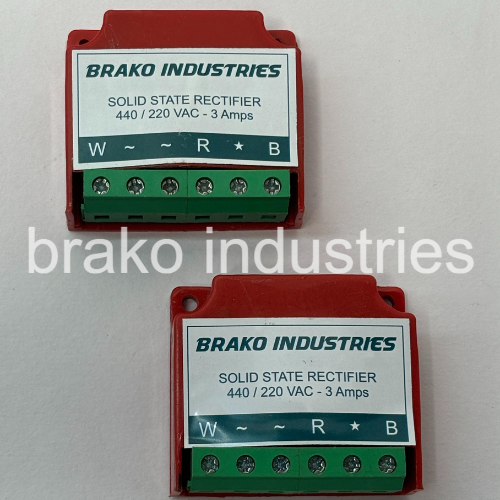 BRAKO INDUSTRIES
SOLID STATE RECTIFIER
440 / 220 VAC - 3 Amps
W ~ ~ R ★ B
brako industries
BRAKO INDUSTRIES
SOLID STATE RECTIFIER
440 / 220 VAC - 3 Amps
W ~ ~ R ★ B